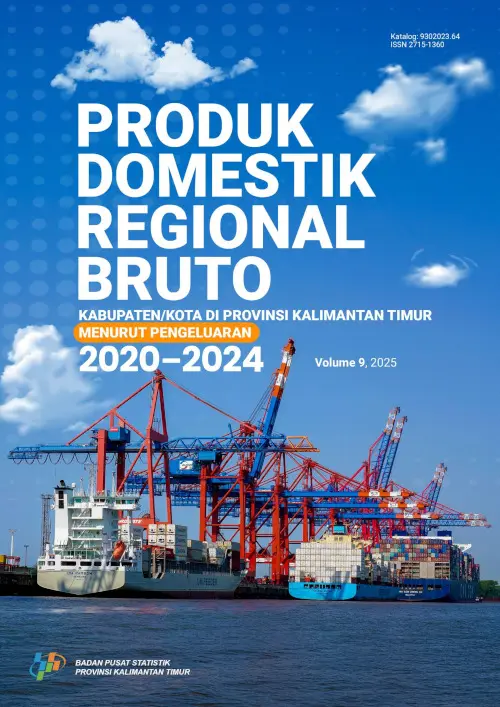 Katalog: 9302023.64
ISSN 2715-1360
PRODUK
DOMESTIK
REGIONAL
BRUTO
KABUPATEN/KOTA DI PROVINSI KALIMANTAN TIMUR
MENURUT PENGELUARAN
2020–2024
Volume 9, 2025
BADAN PUSAT STATISTIK
PROVINSI KALIMANTAN TIMUR